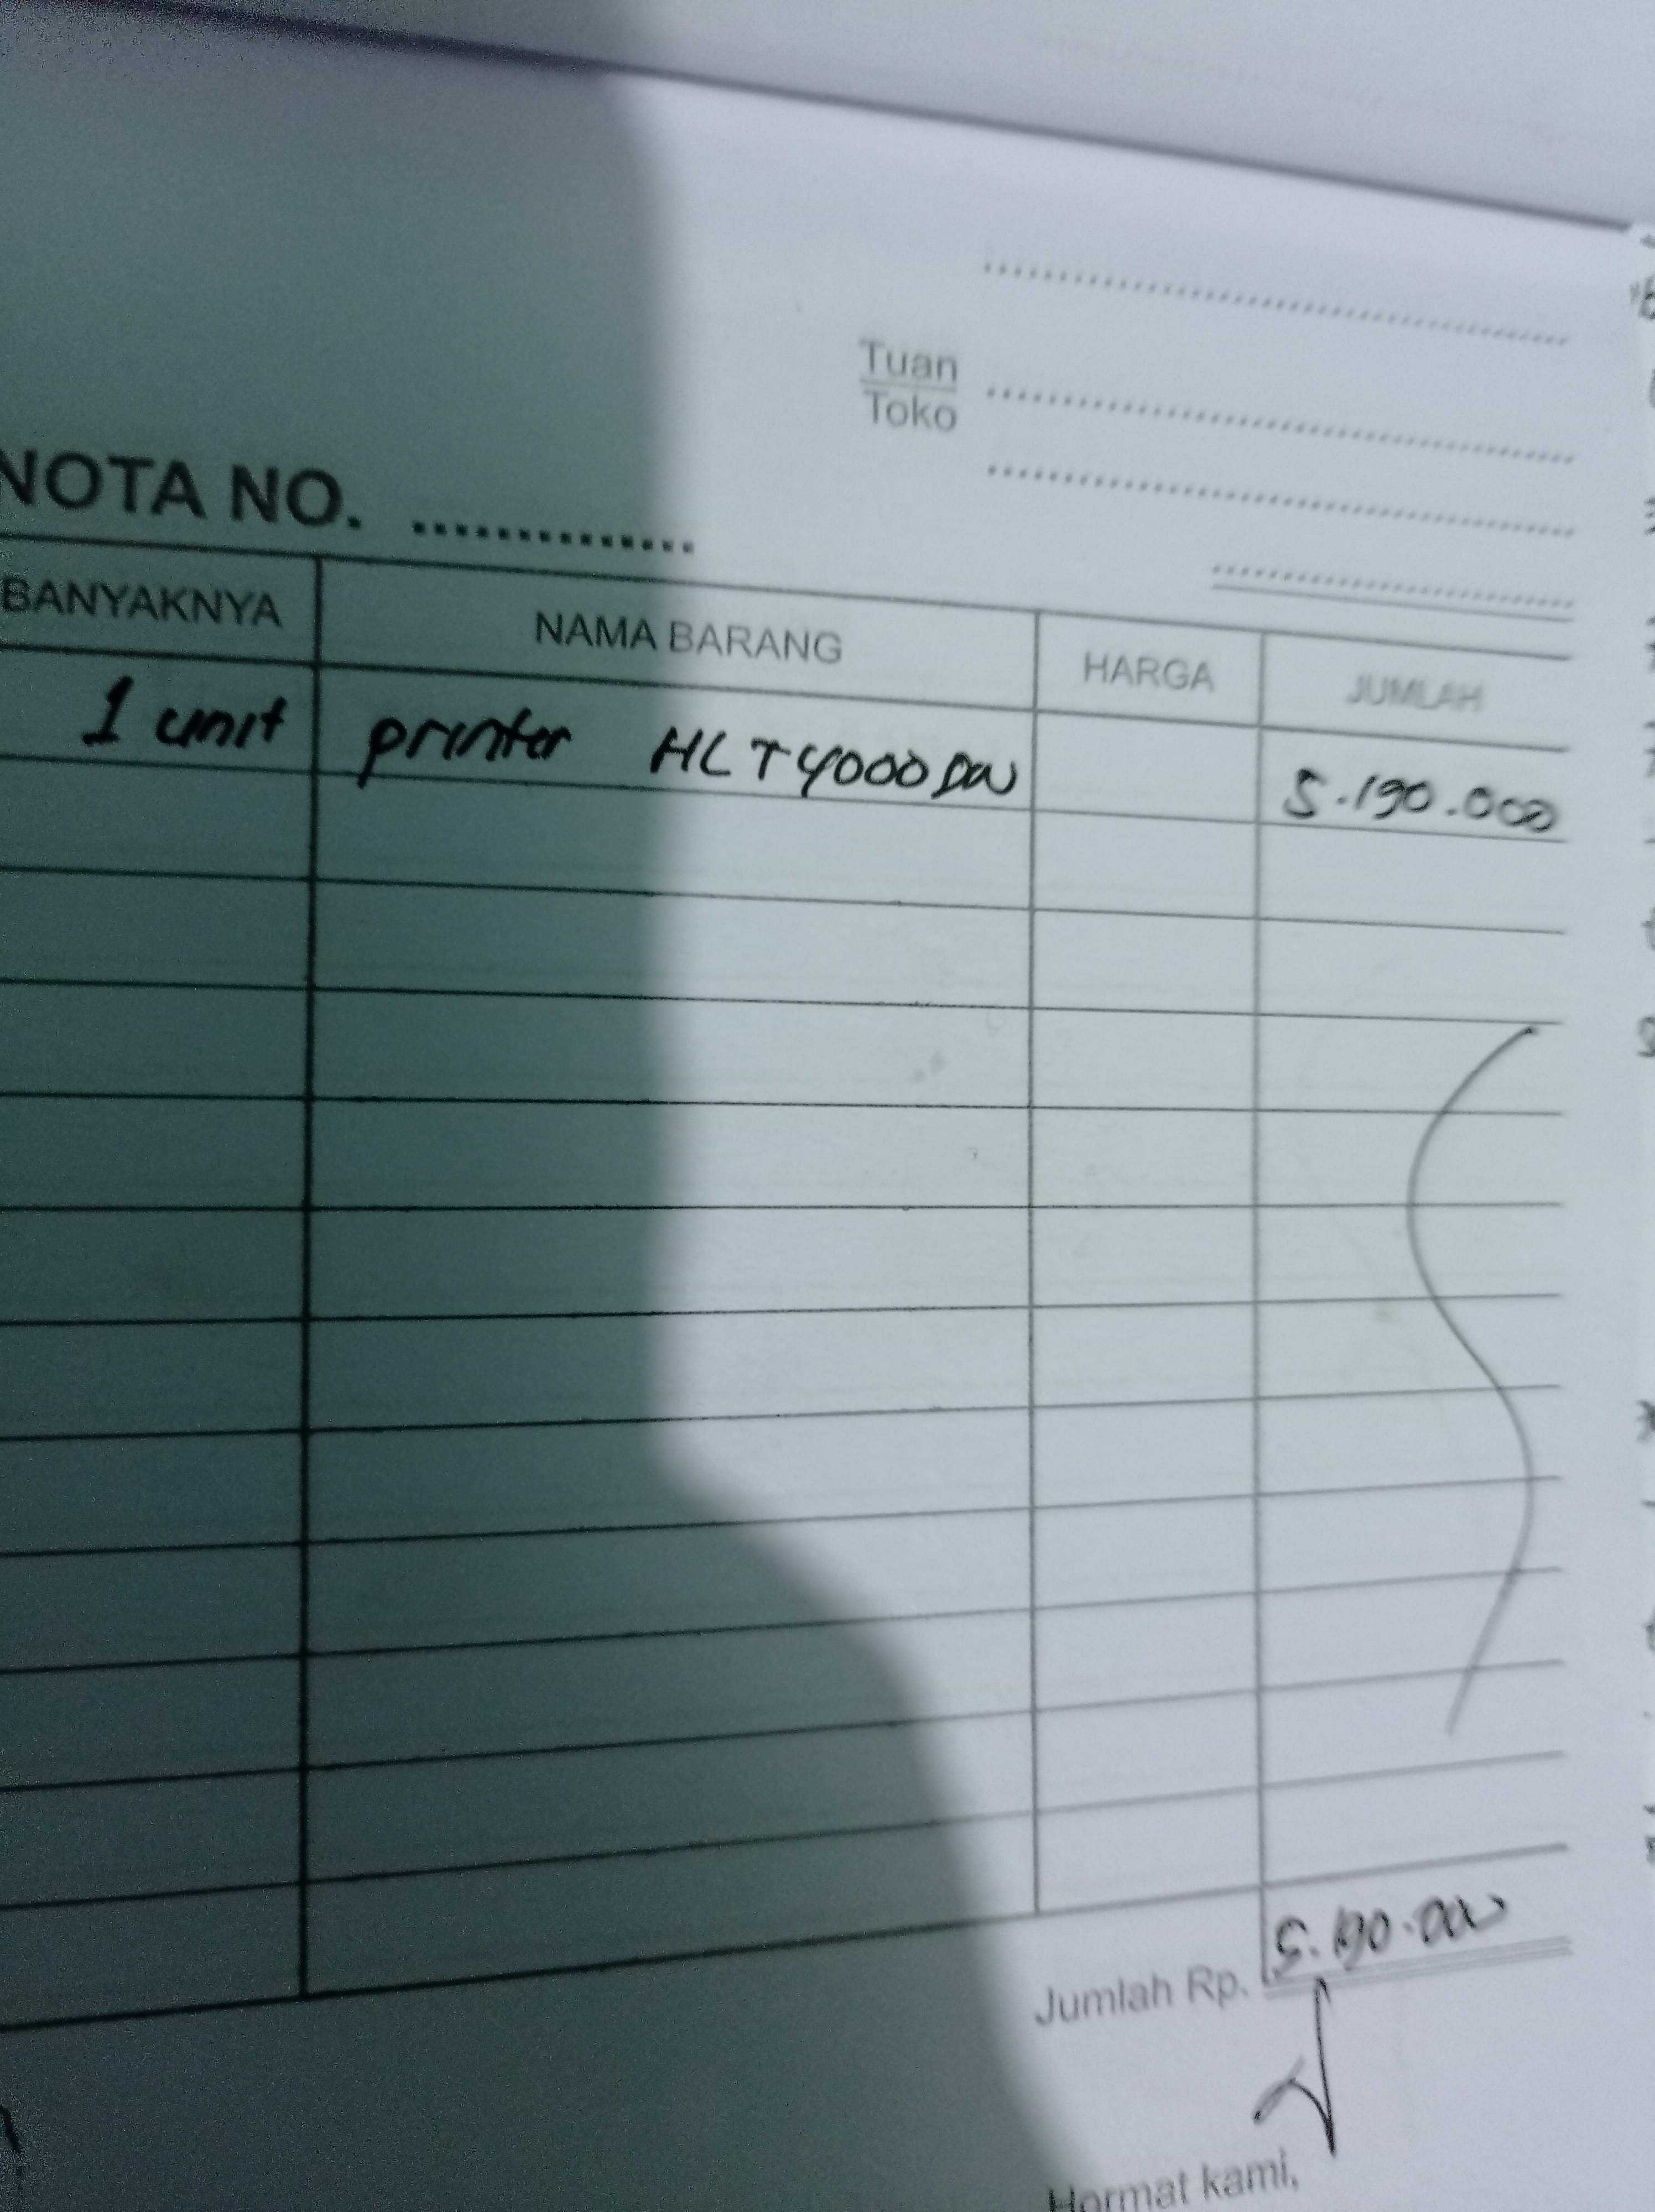 Tuan
Toko
NOTA NO.
BANYAKNYA NAMA BARANG HARGA JUMLAH
1 unit printer HLT4000DW 5.190.000
Jumlah Rp. 5.190.000
Hormat kami,